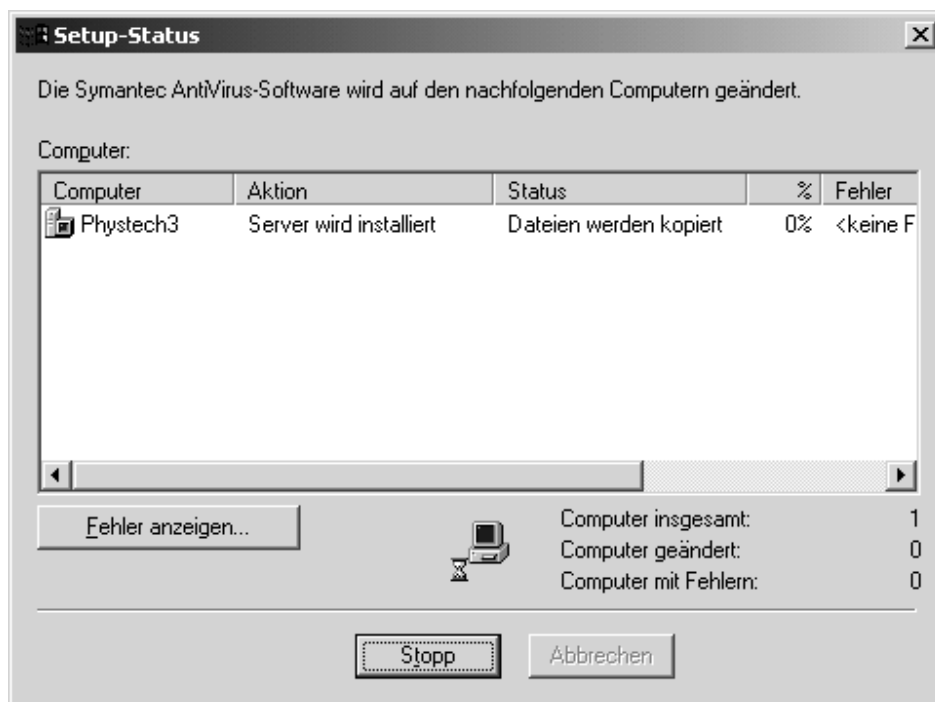 Setup-Status
Die Symantec AntiVirus-Software wird auf den nachfolgenden Computern geändert.
Computer:
Computer Aktion Status % Fehler
Phystech3 Server wird installiert Dateien werden kopiert 0% <keine F
Fehler anzeigen...
Computer insgesamt: 1
Computer geändert: 0
Computer mit Fehlern: 0
Stopp Abbrechen